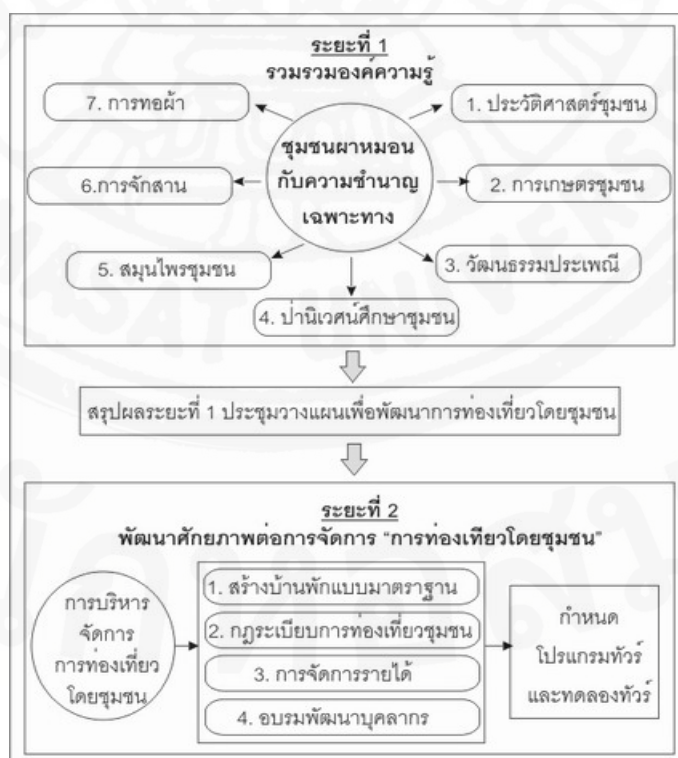 ระยะที่ 1
รวมรวมองค์ความรู้
7. การทอผ้า
1. ประวัติศาสตร์ชุมชน
ชุมชนผาหมอน
กับความชำนาญ
เฉพาะทาง
6.การจักสาน
2. การเกษตรชุมชน
5. สมุนไพรชุมชน
3. วัฒนธรรมประเพณี
4. ป่านิเวศน์ศึกษาชุมชน
สรุปผลระยะที่ 1 ประชุมวางแผนเพื่อพัฒนาการท่องเที่ยวโดยชุมชน
ระยะที่ 2
พัฒนาศักยภาพต่อการจัดการ "การท่องเที่ยวโดยชุมชน"
การบริหาร
จัดการ
การท่องเที่ยว
โดยชุมชน
1. สร้างบ้านพักแบบมาตราฐาน
2. กฎระเบียบการท่องเที่ยวชุมชน
3. การจัดการรายได้
4. อบรมพัฒนาบุคลากร
กำหนด
โปรแกรมทัวร์
และทดลองทัวร์